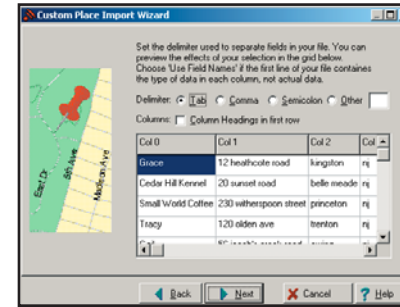 Custom Place Import Wizard
Set the delimiter used to separate fields in your file. You can
preview the effects of your selection in the grid below.
Choose 'Use Field Names' if the first line of your file containes
the type of data in each column, not actual data.
Delimiter: Tab Comma Semicolon Other
Columns: Column Headings in first row
East Dr
5th Ave
Madison Ave
Col 0 Col 1 Col 2 Col
Grace 12 heathcote road kingston nj
Cedar Hill Kennel 20 sunset road belle meade nj
Small World Coffee 230 witherspoon street princeton nj
Tracy 120 olden ave trenton nj
Back Next Cancel Help